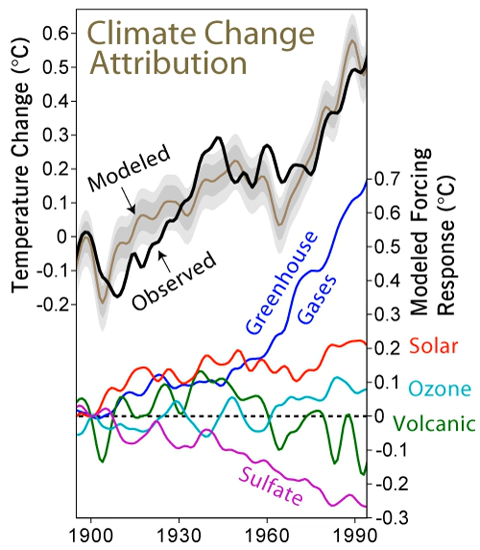 Climate Change
Attribution
Temperature Change (°C)
0.6
0.5
0.4
0.3
0.2
0.1
0
-0.1
-0.2
Modeled
Observed
Modeled Forcing
Response (°C)
0.7
0.6
0.5
0.4
0.3
0.2
0.1
0
-0.1
-0.2
-0.3
Greenhouse
Gases
Solar
Ozone
Volcanic
Sulfate
1900
1930
1960
1990